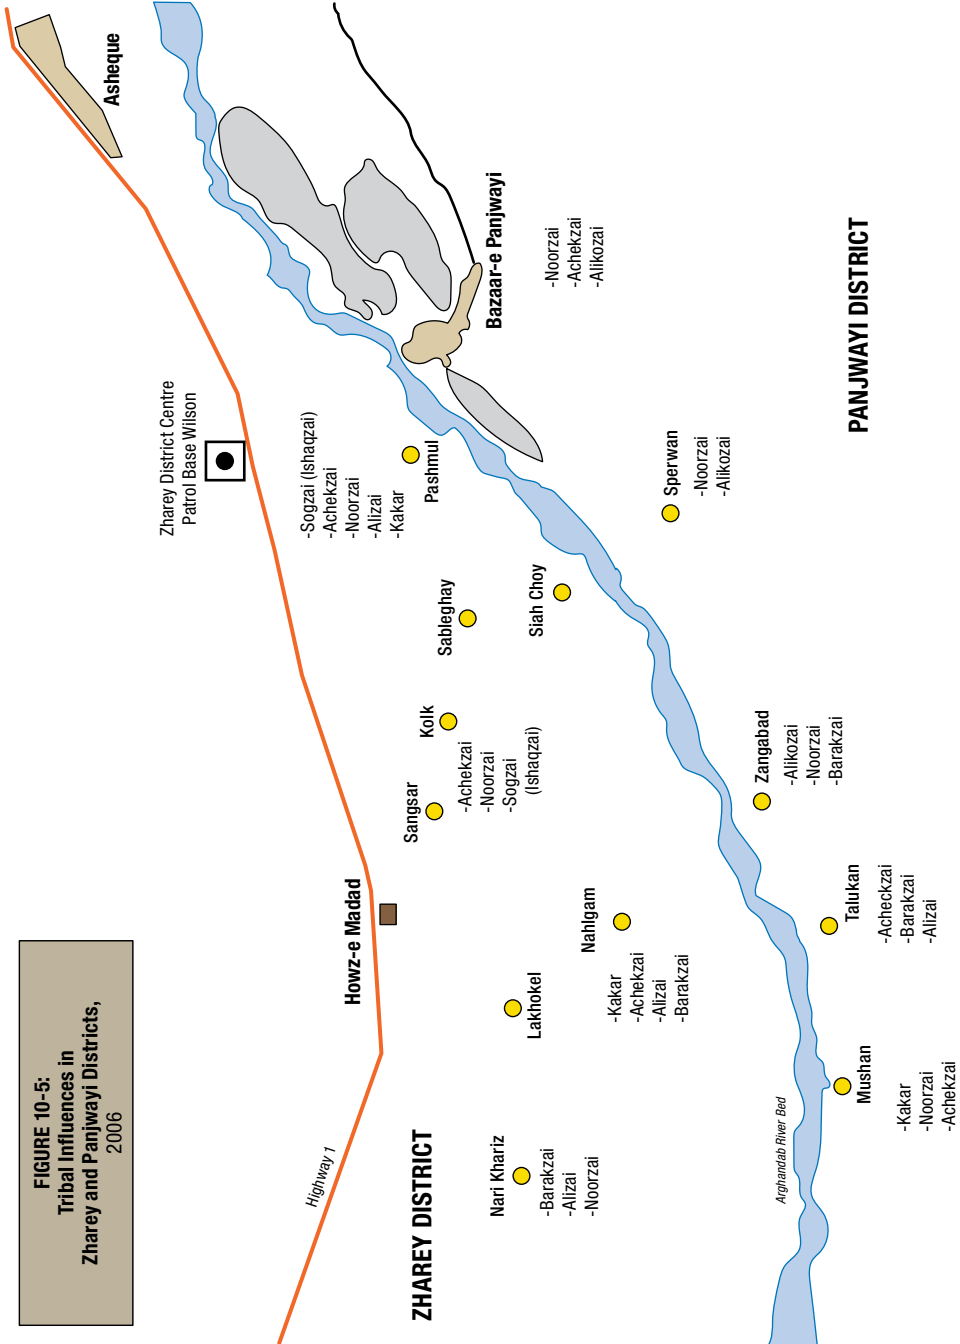 FIGURE 10-5:
Tribal Influences in
Zharey and Panjwayi Districts,
2006
Highway 1
Howz-e Madad
Zharey District Centre
Patrol Base Wilson
Asheque
ZHAREY DISTRICT
Nari Khariz
-Barakzai
-Alizai
-Noorzai
Lakhokel
Nahlgam
-Kakar
-Achekzai
-Alizai
-Barakzai
Sangsar
Kolk
-Achekzai
-Noorzai
-Sogzai
(Ishaqzai)
Sableghay
Siah Choy
-Sogzai (Ishaqzai)
-Achekzai
-Noorzai
-Alizai
-Kakar
Pashmul
Bazaar-e Panjwayi
-Noorzai
-Achekzai
-Alikozai
Arghandab River Bed
Mushan
-Kakar
-Noorzai
-Achekzai
Talukan
-Acheckzai
-Barakzai
-Alizai
Zangabad
-Alikozai
-Noorzai
-Barakzai
Sperwan
-Noorzai
-Alikozai
PANJWAYI DISTRICT